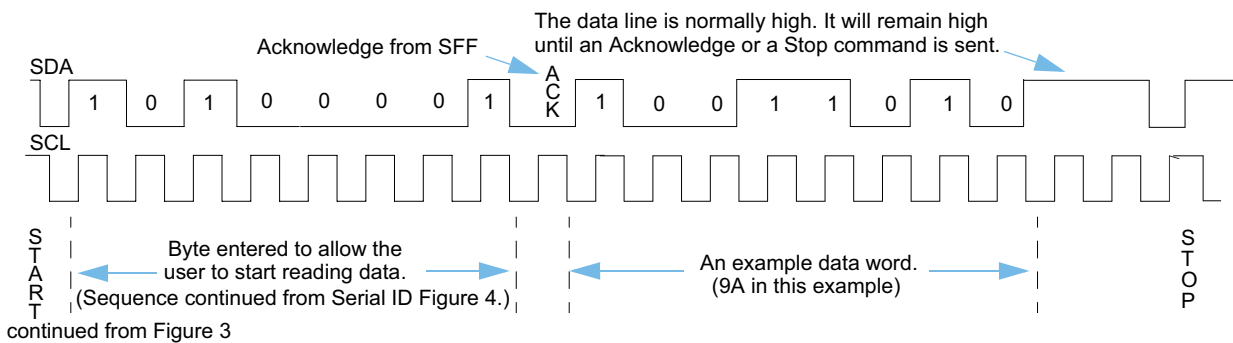 The data line is normally high. It will remain high
until an Acknowledge or a Stop command is sent.
Acknowledge from SFF
SDA
ACK
1 0 1 0 0 0 0 1 1 0 0 1 1 0 1 0
SCL
START
Byte entered to allow the
user to start reading data.
(Sequence continued from Serial ID Figure 4.)
An example data word.
(9A in this example)
STOP
continued from Figure 3